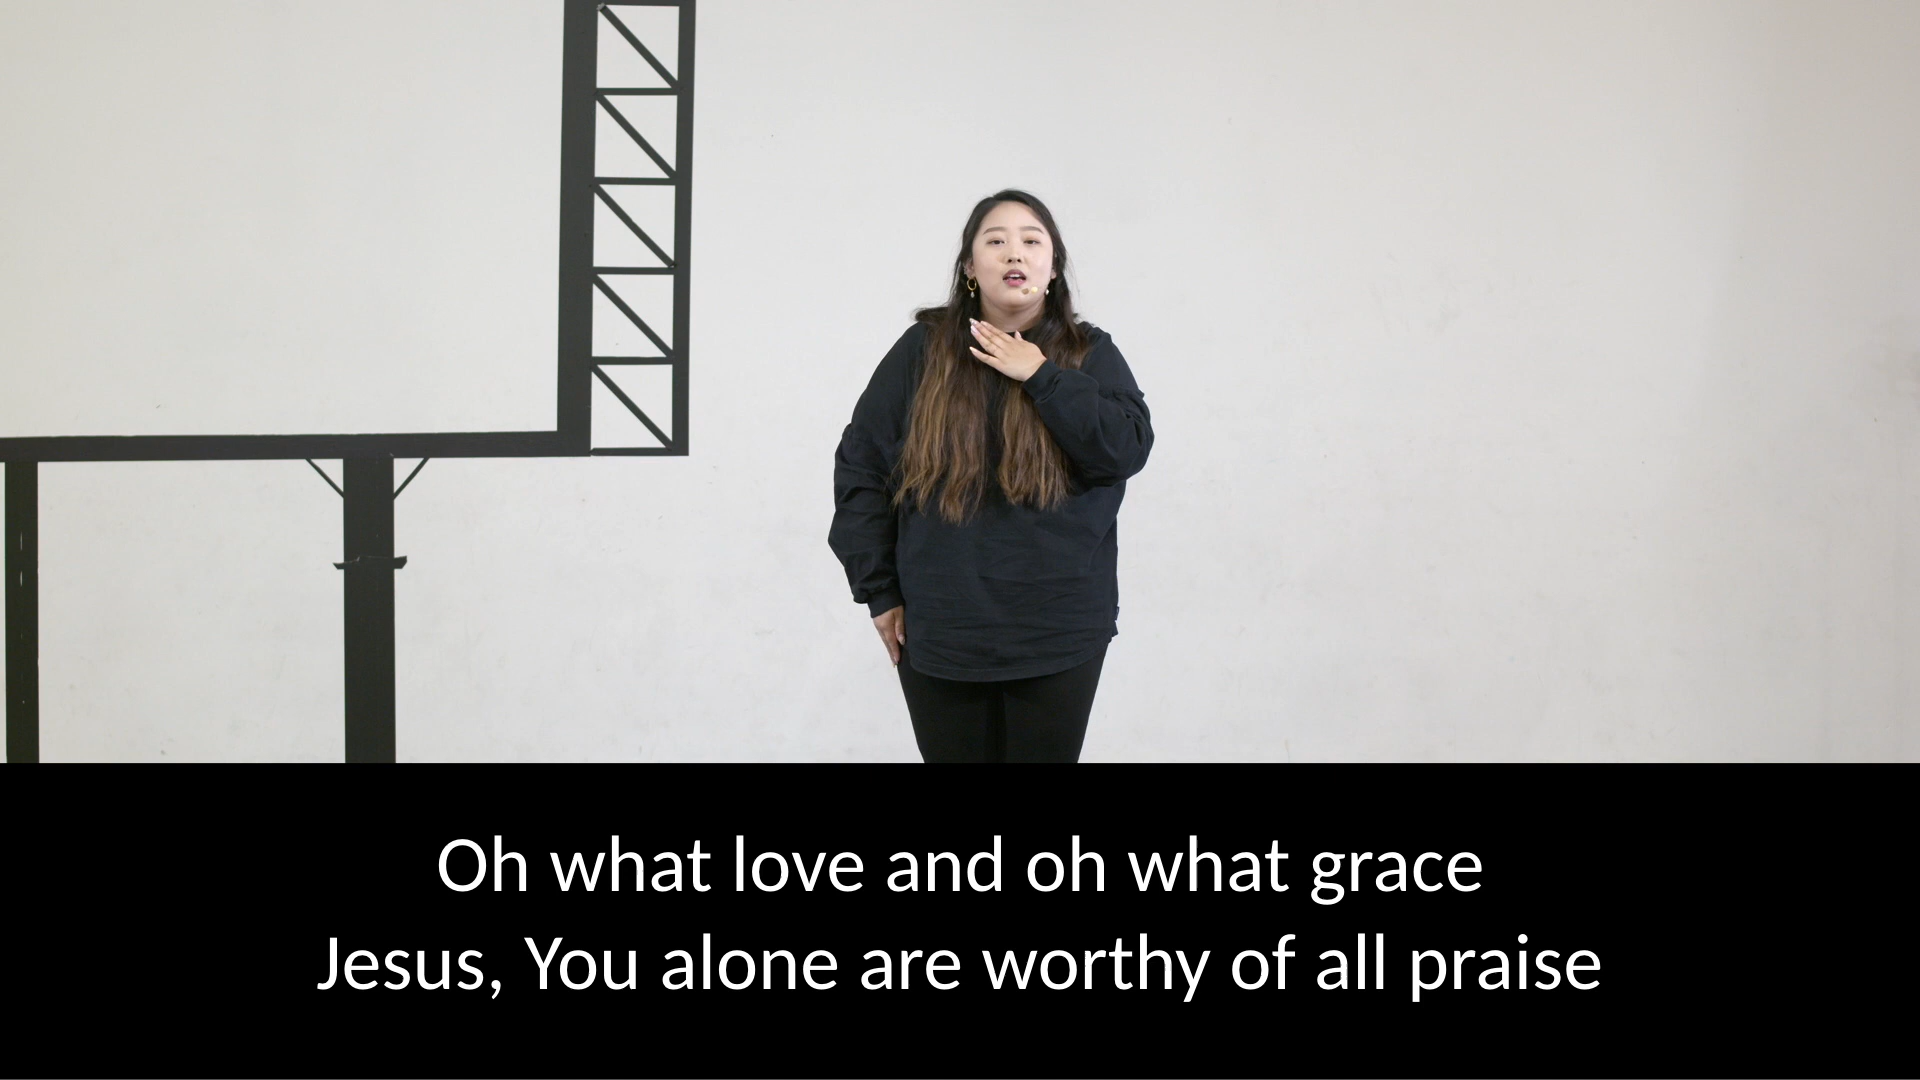 Oh what love and oh what grace
Jesus, You alone are worthy of all praise